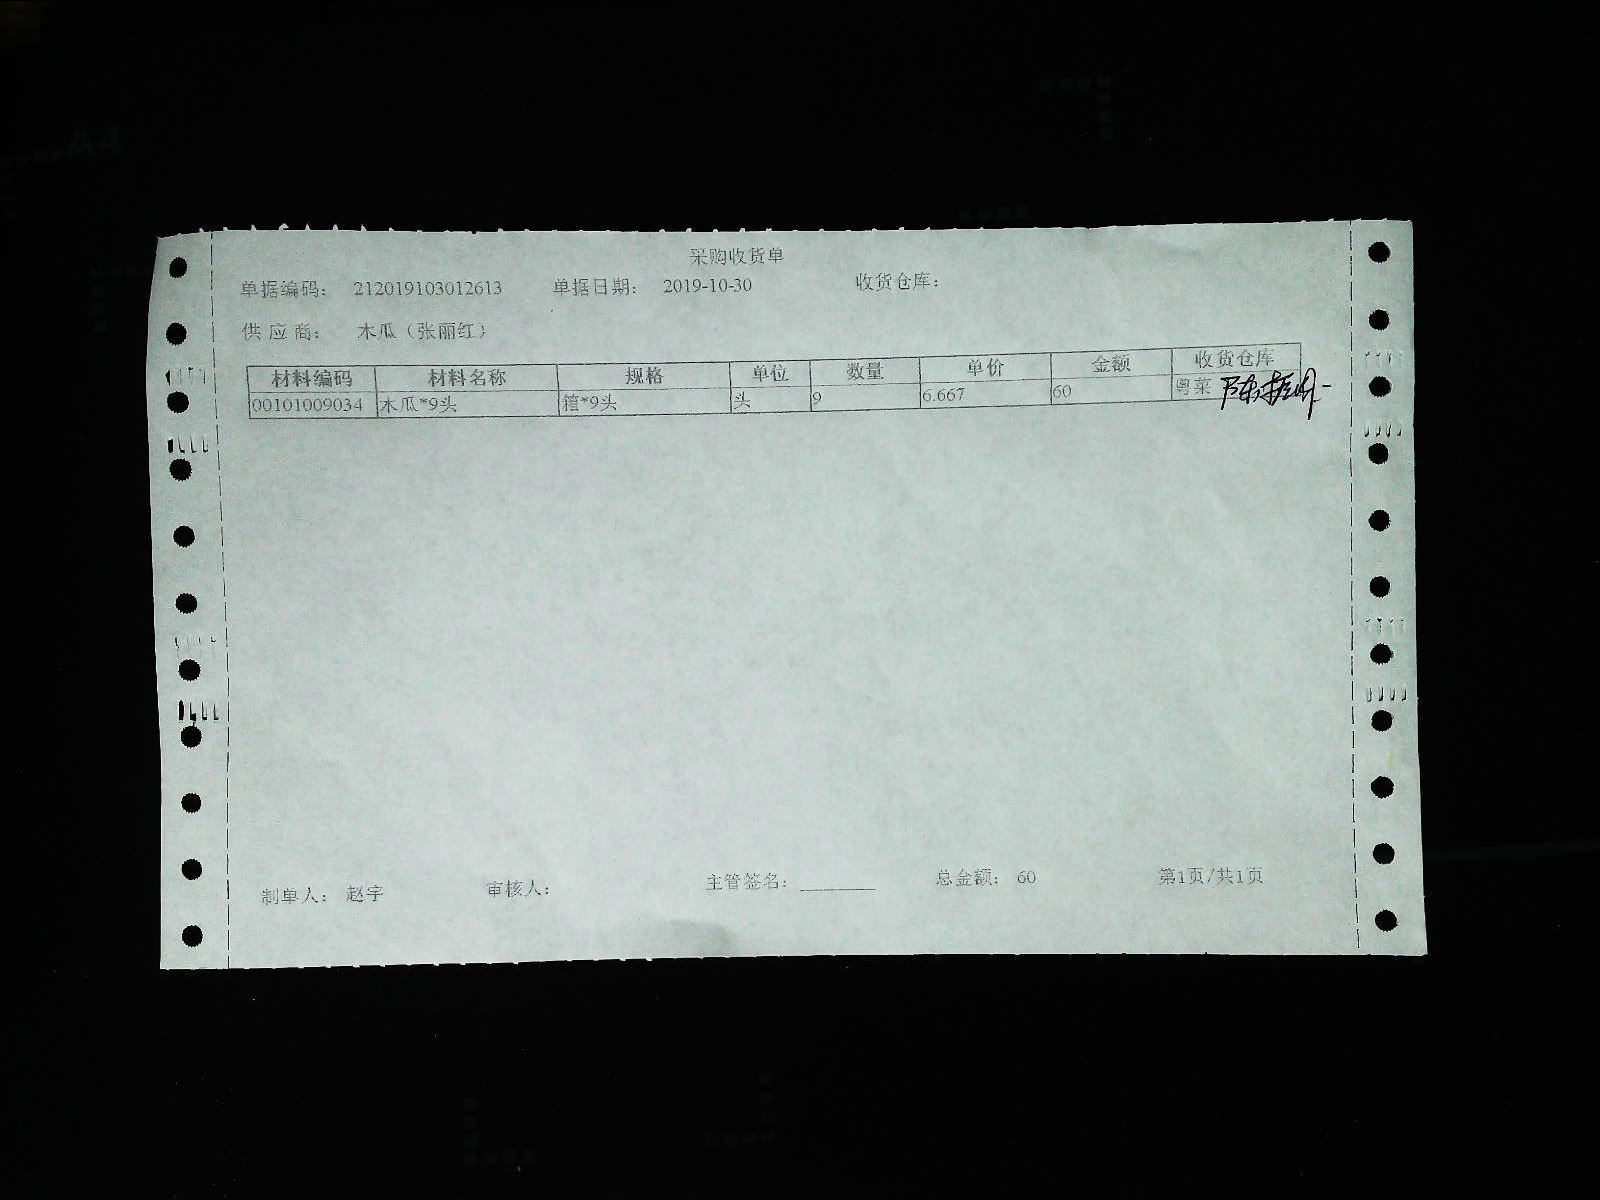 采购收货单
单据编码： 212019103012613 单据日期： 2019-10-30 收货仓库：
供应商： 木瓜（张丽红）
材料编码 材料名称 规格 单位 数量 单价 金额 收货仓库
00101009034 木瓜*9头 箱*9头 头 9 6.667 60 粤菜
制单人： 赵宇 审核人： 主管签名： 总金额： 60 第1页/共1页